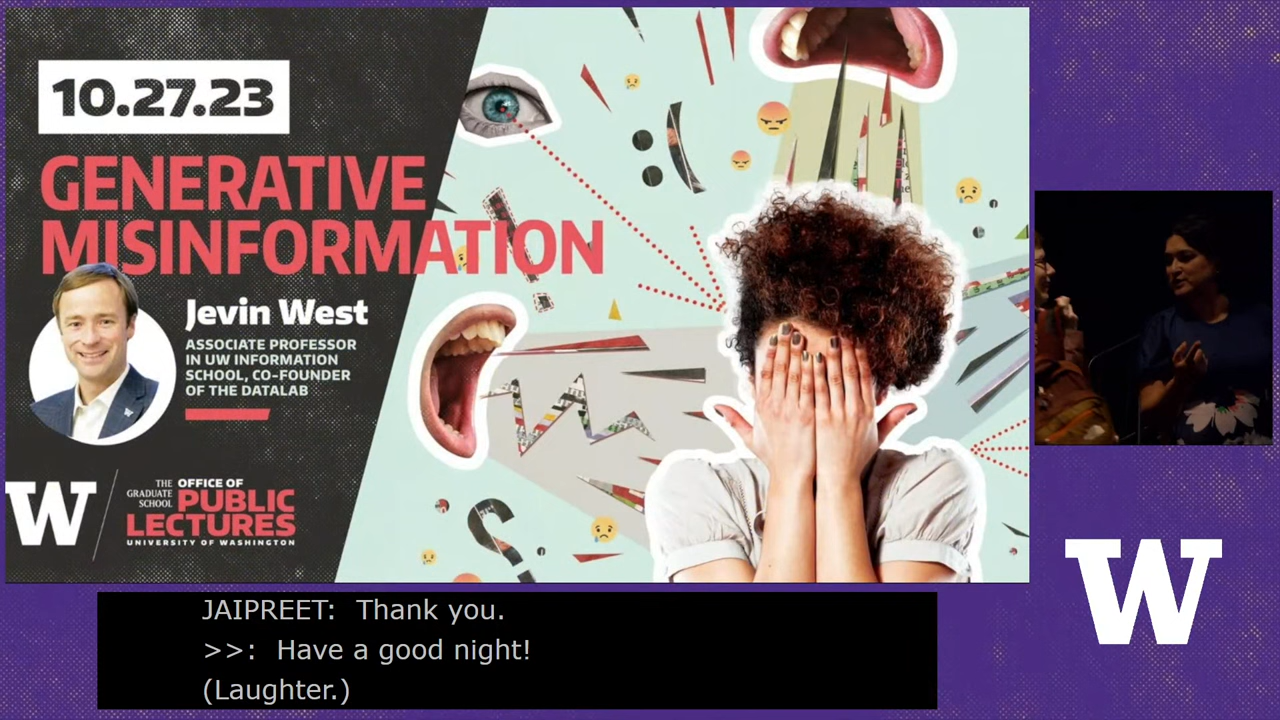 10.27.23
GENERATIVE
MISINFORMATION
Jevin West
ASSOCIATE PROFESSOR
IN UW INFORMATION
SCHOOL, CO-FOUNDER
OF THE DATALAB
W
THE GRADUATE SCHOOL
OFFICE OF
PUBLIC
LECTURES
UNIVERSITY OF WASHINGTON
W
JAIPREET: Thank you.
>>: Have a good night!
(Laughter.)